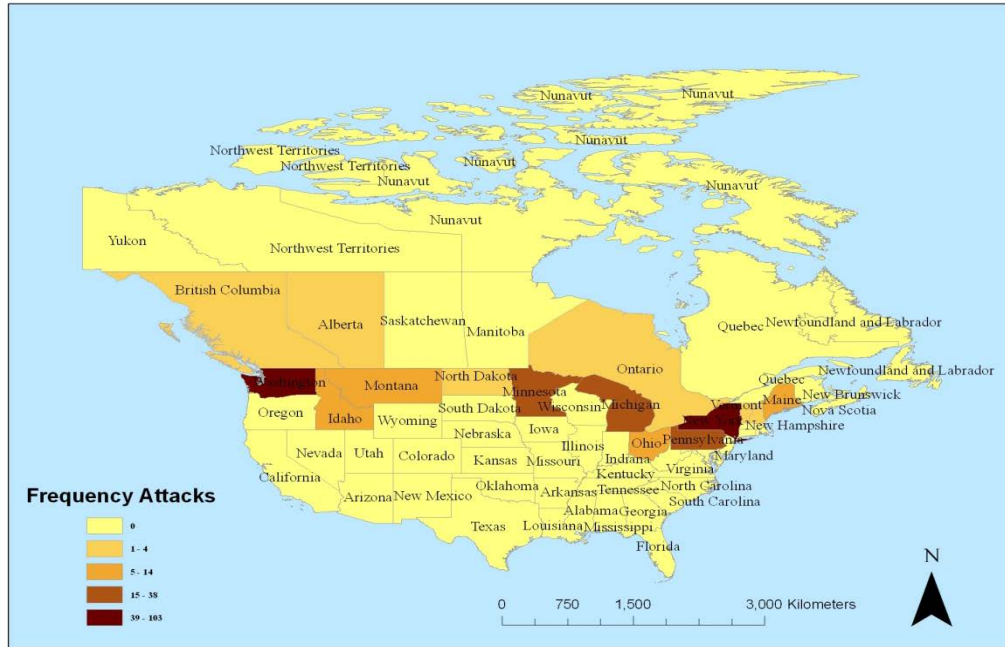 Nunavut
Nunavut
Nunavut
Northwest Territories
Northwest Territories
Nunavut
Nunavut
Nunavut
Nunavut
Yukon
Northwest Territories
British Columbia
Alberta
Saskatchewan
Manitoba
Quebec
Newfoundland and Labrador
Ontario
Newfoundland and Labrador
Quebec
Washington
Montana
North Dakota
Minnesota
Michigan
Vermont
Maine
New Brunswick
Nova Scotia
Oregon
Idaho
Wyoming
South Dakota
Wisconsin
New York
New Hampshire
Nebraska
Iowa
Illinois
Indiana
Ohio
Pennsylvania
Maryland
Nevada
Utah
Colorado
Kansas
Missouri
Kentucky
Virginia
California
Arizona
New Mexico
Oklahoma
Arkansas
Tennessee
North Carolina
South Carolina
Alabama
Georgia
Texas
Louisiana
Mississippi
Florida
Frequency Attacks
0
1 - 4
5 - 14
15 - 38
39 - 103
0 750 1,500 3,000 Kilometers
N